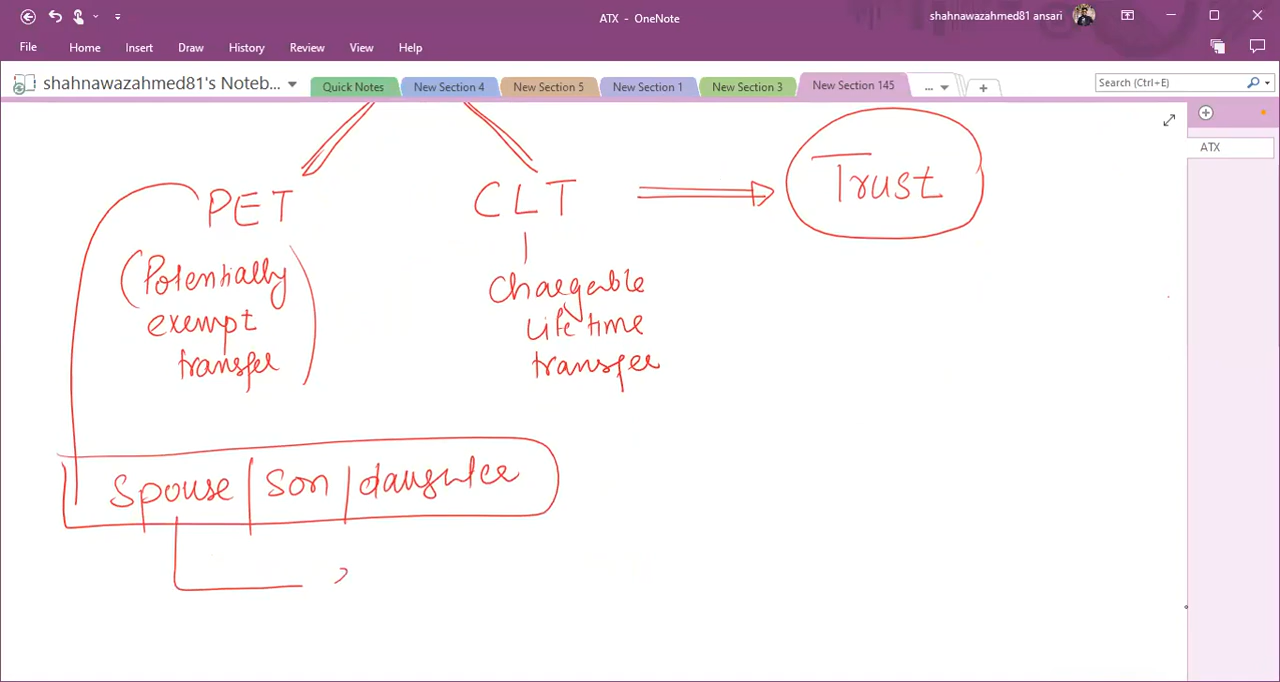 ATX - OneNote
shahnawazahmed81 ansari
File Home Insert Draw History Review View Help
shahnawazahmed81's Noteb... Quick Notes New Section 4 New Section 5 New Section 1 New Section 3 New Section 145 ... Search (Ctrl+E)
ATX
PET
CLT
Trust
(Potentially
exempt
transfer)
Chargeable
Life time
transfer
Spouse | Son | daughter